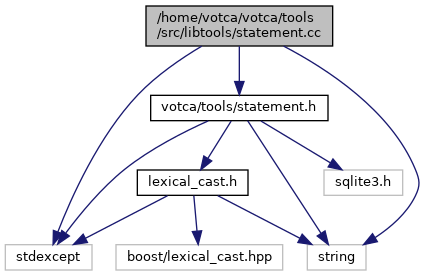 /home/votca/votca/tools
/src/libtools/statement.cc
votca/tools/statement.h
lexical_cast.h
sqlite3.h
stdexcept
boost/lexical_cast.hpp
string